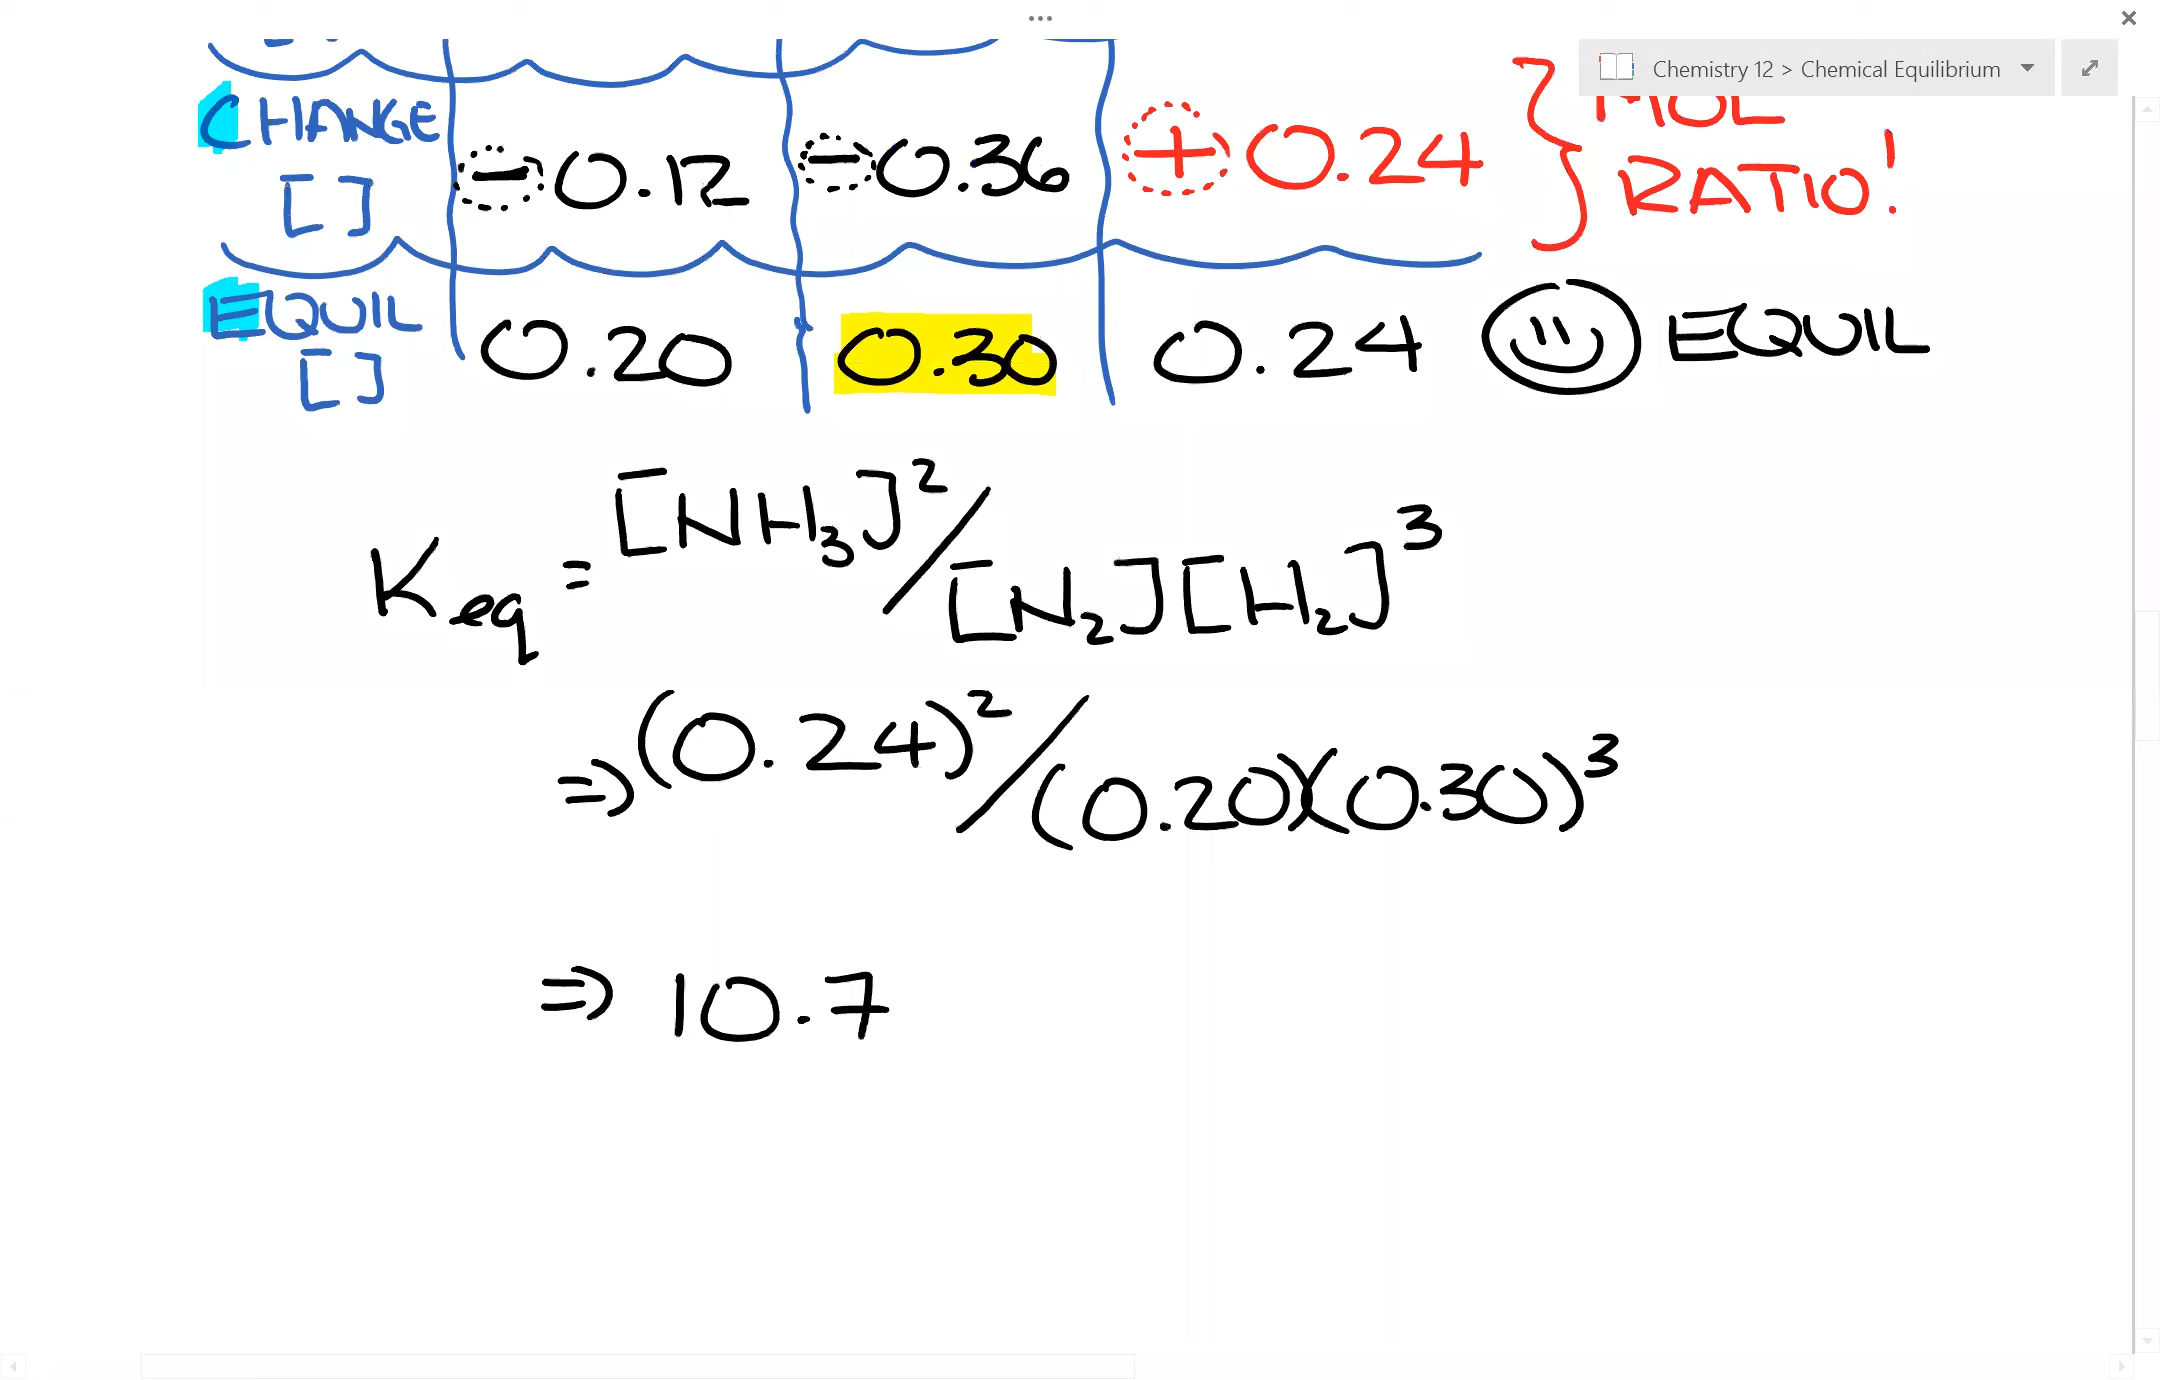 Chemistry 12 > Chemical Equilibrium
CHANGE - 0.12 - 0.36 + 0.24 MOL
[ ] RATIO!
EQUIL 0.20 0.30 0.24 EQUIL
[ ]
Keq = [NH₃]² / [N₂][H₂]³
⇒ (0.24)² / (0.20)(0.30)³
⇒ 10.7